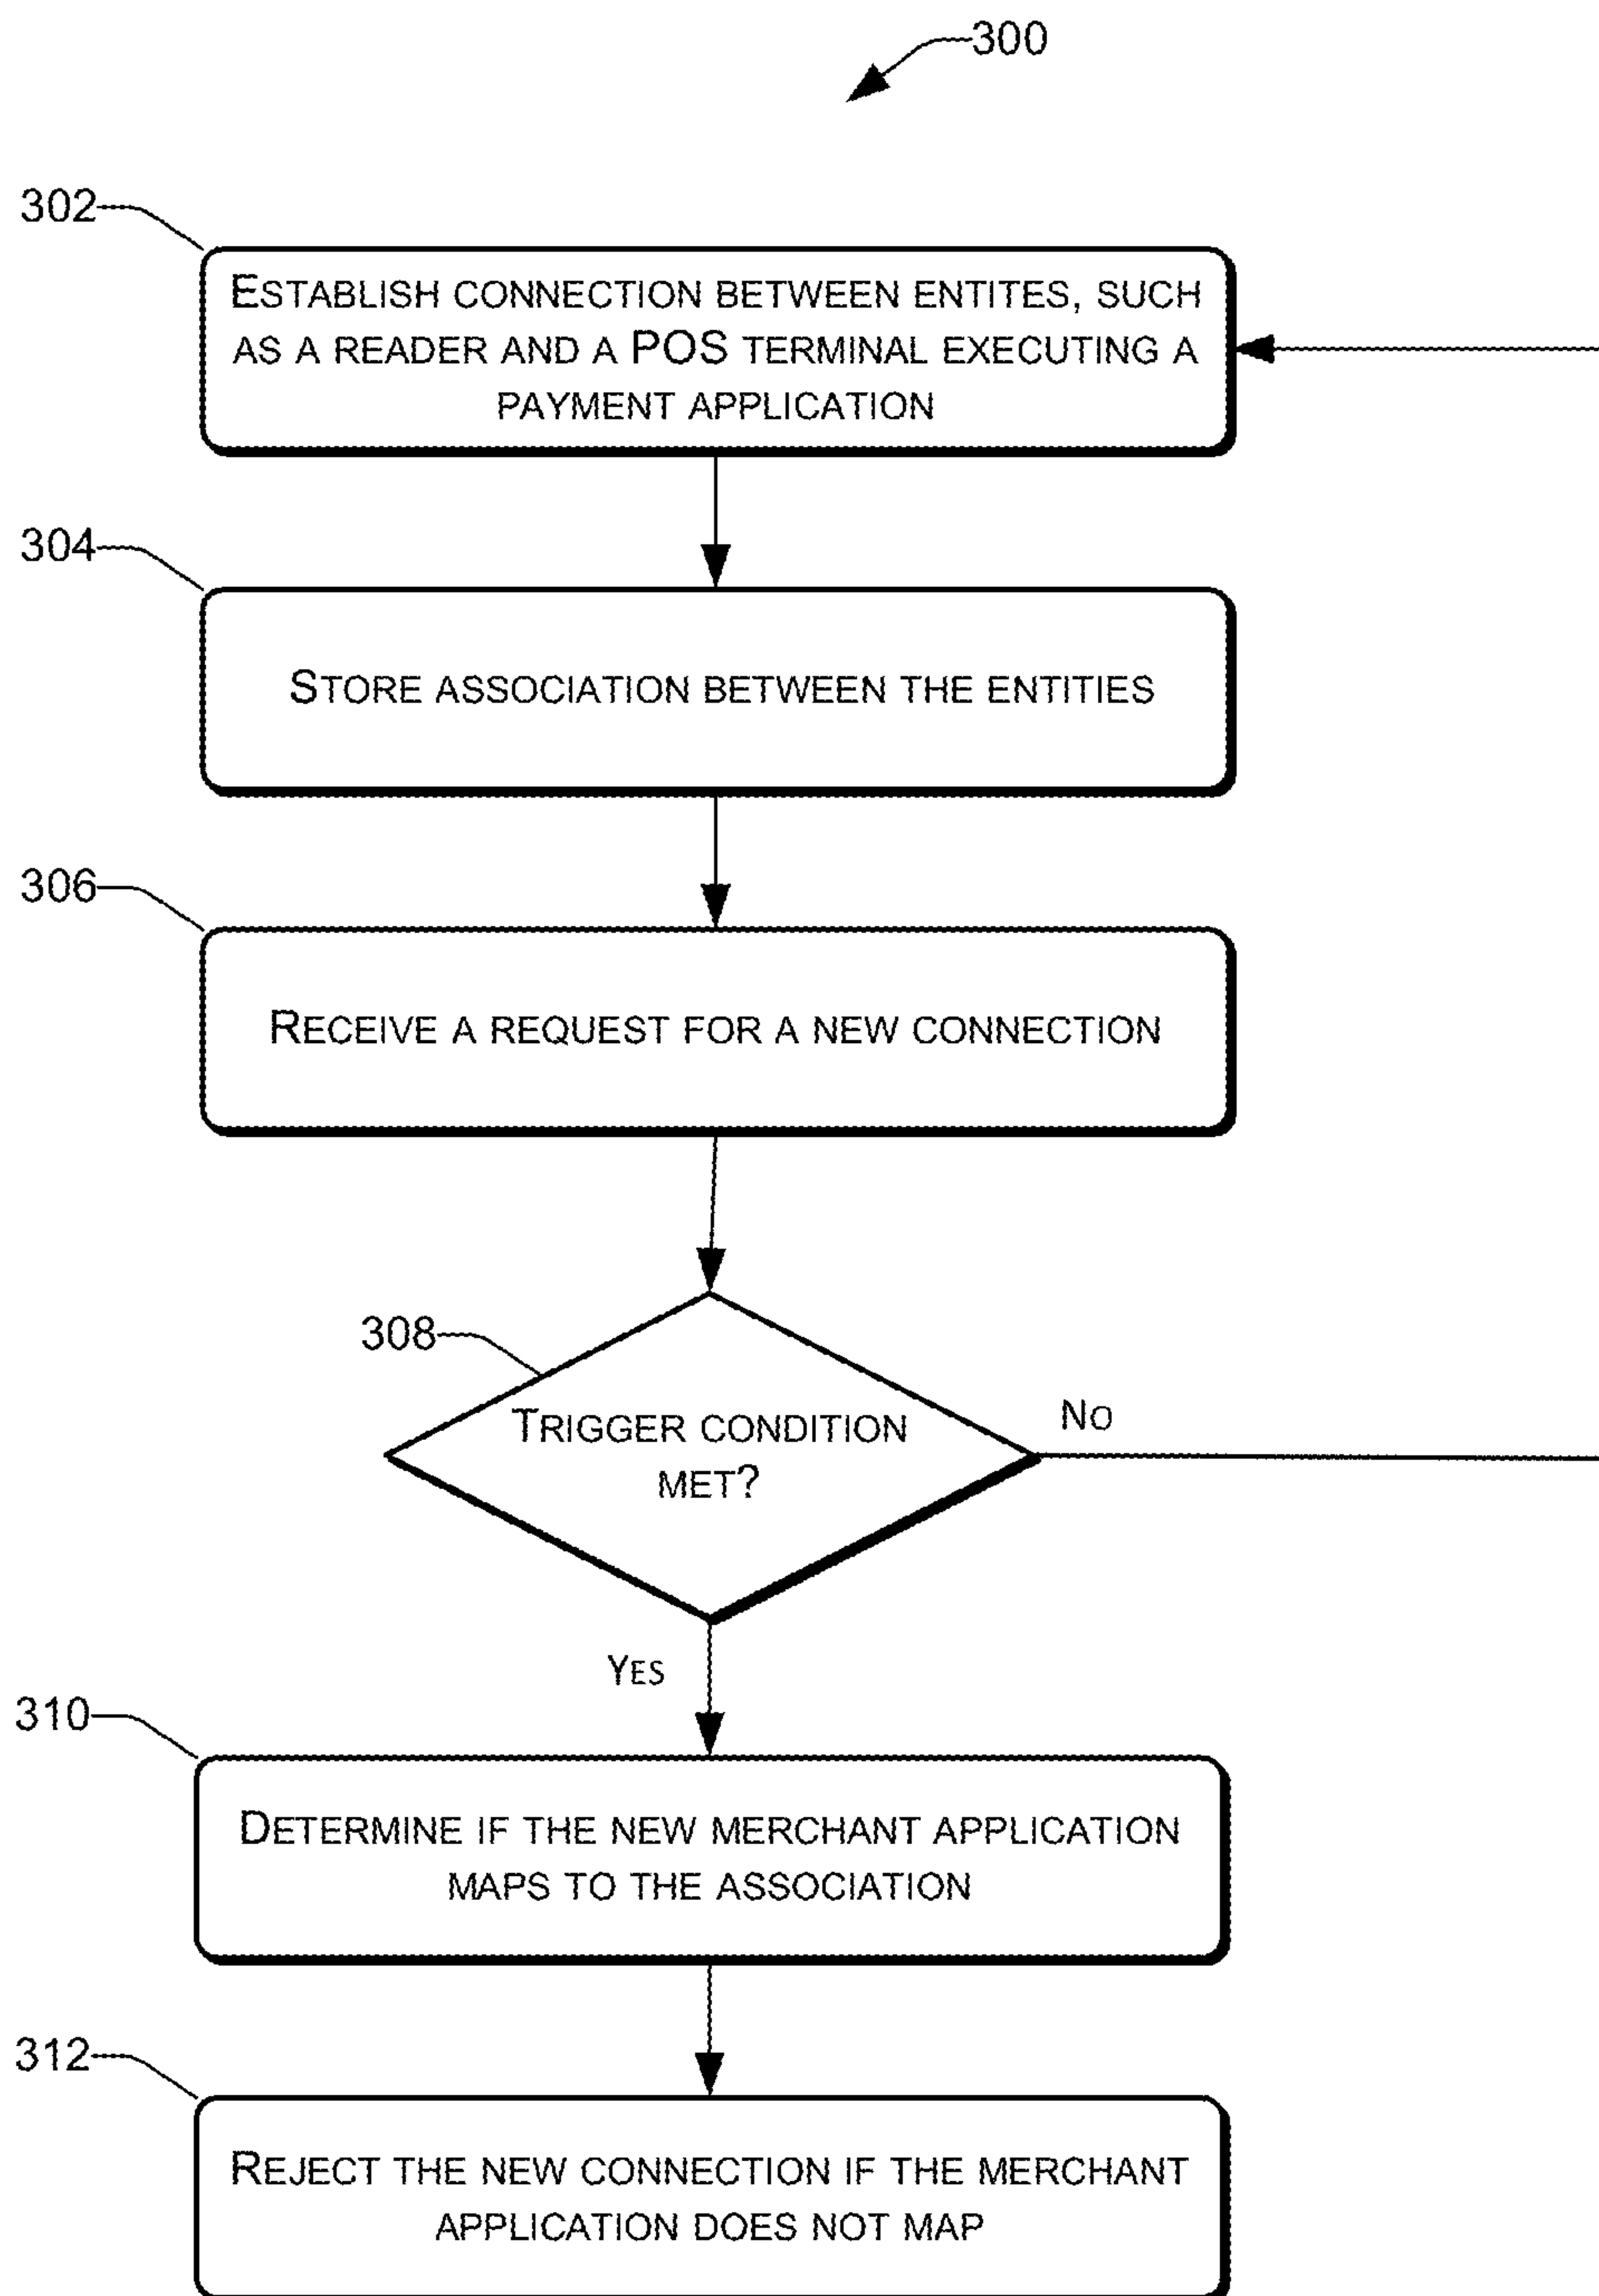 300
302
ESTABLISH CONNECTION BETWEEN ENTITES, SUCH
AS A READER AND A POS TERMINAL EXECUTING A
PAYMENT APPLICATION
304
STORE ASSOCIATION BETWEEN THE ENTITIES
306
RECEIVE A REQUEST FOR A NEW CONNECTION
308
TRIGGER CONDITION
MET?
NO
YES
310
DETERMINE IF THE NEW MERCHANT APPLICATION
MAPS TO THE ASSOCIATION
312
REJECT THE NEW CONNECTION IF THE MERCHANT
APPLICATION DOES NOT MAP